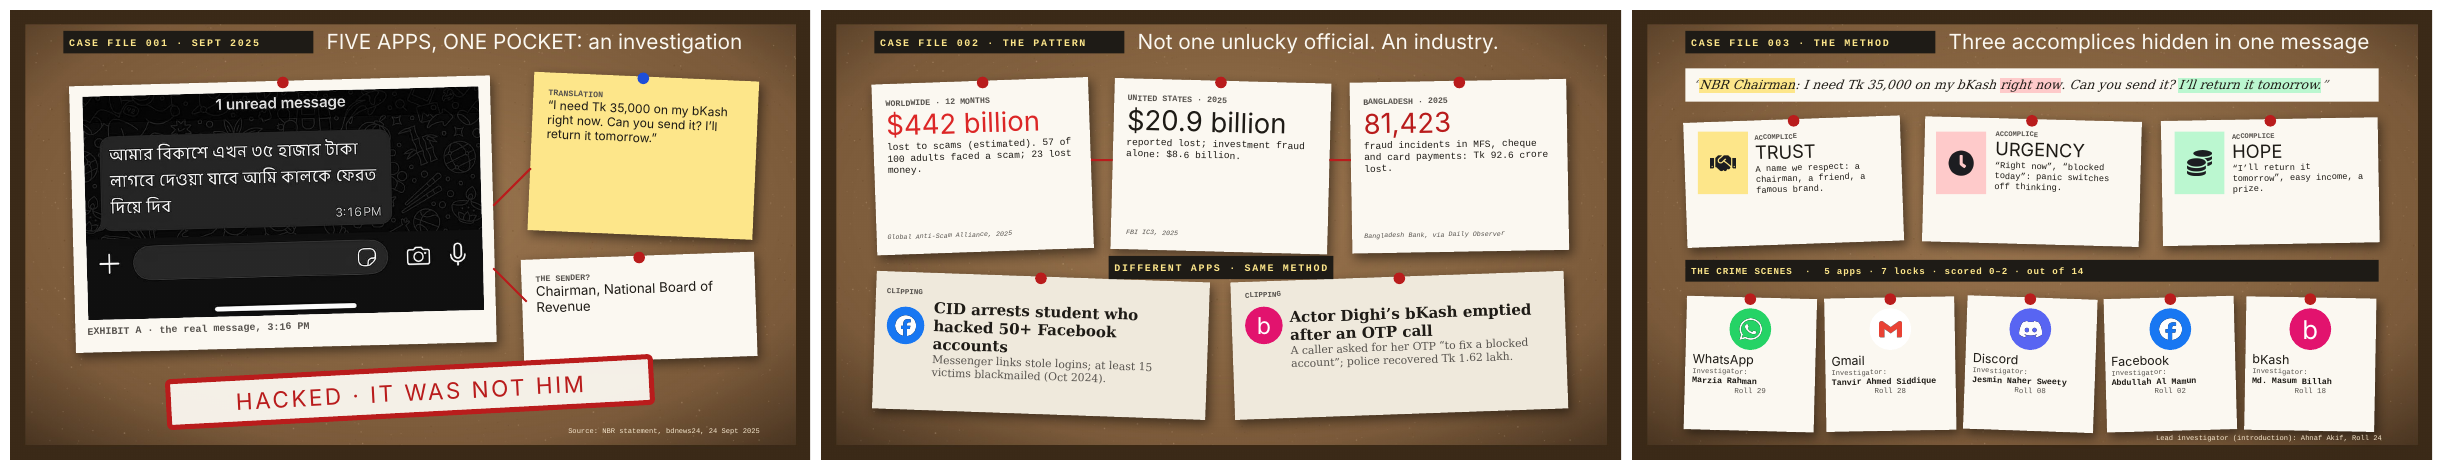 CASE FILE 001 · SEPT 2025
FIVE APPS, ONE POCKET: an investigation
1 unread message
আমার বিকাশে এখন ৩৫ হাজার টাকা
লাগবে দেওয়া যাবে আমি কালকে ফেরত
দিয়ে দিব
3:16 PM
EXHIBIT A · the real message, 3:16 PM
TRANSLATION
“I need Tk 35,000 on my bKash
right now. Can you send it? I’ll
return it tomorrow.”
THE SENDER?
Chairman, National Board of
Revenue
HACKED · IT WAS NOT HIM
Source: NBR statement, bdnews24, 24 Sept 2025
CASE FILE 002 · THE PATTERN
Not one unlucky official. An industry.
WORLDWIDE · 12 MONTHS
$442 billion
lost to scams (estimated). 57 of
100 adults faced a scam; 23 lost
money.
Global Anti-Scam Alliance, 2025
UNITED STATES · 2025
$20.9 billion
reported lost; investment fraud
alone: $8.6 billion.
FBI IC3, 2025
BANGLADESH · 2025
81,423
fraud incidents in MFS, cheque
and card payments: Tk 92.6 crore
lost.
Bangladesh Bank, via Daily Observer
DIFFERENT APPS · SAME METHOD
CLIPPING
CID arrests student who
hacked 50+ Facebook
accounts
Messenger links stole logins; at least 15
victims blackmailed (Oct 2024).
CLIPPING
b
Actor Dighi’s bKash emptied
after an OTP call
A caller asked for her OTP “to fix a blocked
account”; police recovered Tk 1.62 lakh.
CASE FILE 003 · THE METHOD
Three accomplices hidden in one message
“NBR Chairman: I need Tk 35,000 on my bKash right now. Can you send it? I’ll return it tomorrow.”
ACCOMPLICE
TRUST
A name we respect: a
chairman, a friend, a
famous brand.
ACCOMPLICE
URGENCY
“Right now”, “blocked
today”: panic switches
off thinking.
ACCOMPLICE
HOPE
“I’ll return it
tomorrow”, easy income, a
prize.
THE CRIME SCENES · 5 apps · 7 locks · scored 0–2 · out of 14
WhatsApp
Investigator:
Marzia Rahman
Roll 29
Gmail
Investigator:
Tanvir Ahmed Siddique
Roll 28
Discord
Investigator:
Jesmin Naher Sweety
Roll 08
Facebook
Investigator:
Abdullah Al Mamun
Roll 02
b
bKash
Investigator:
Md. Masum Billah
Roll 18
Lead investigator (introduction): Ahnaf Akif, Roll 24